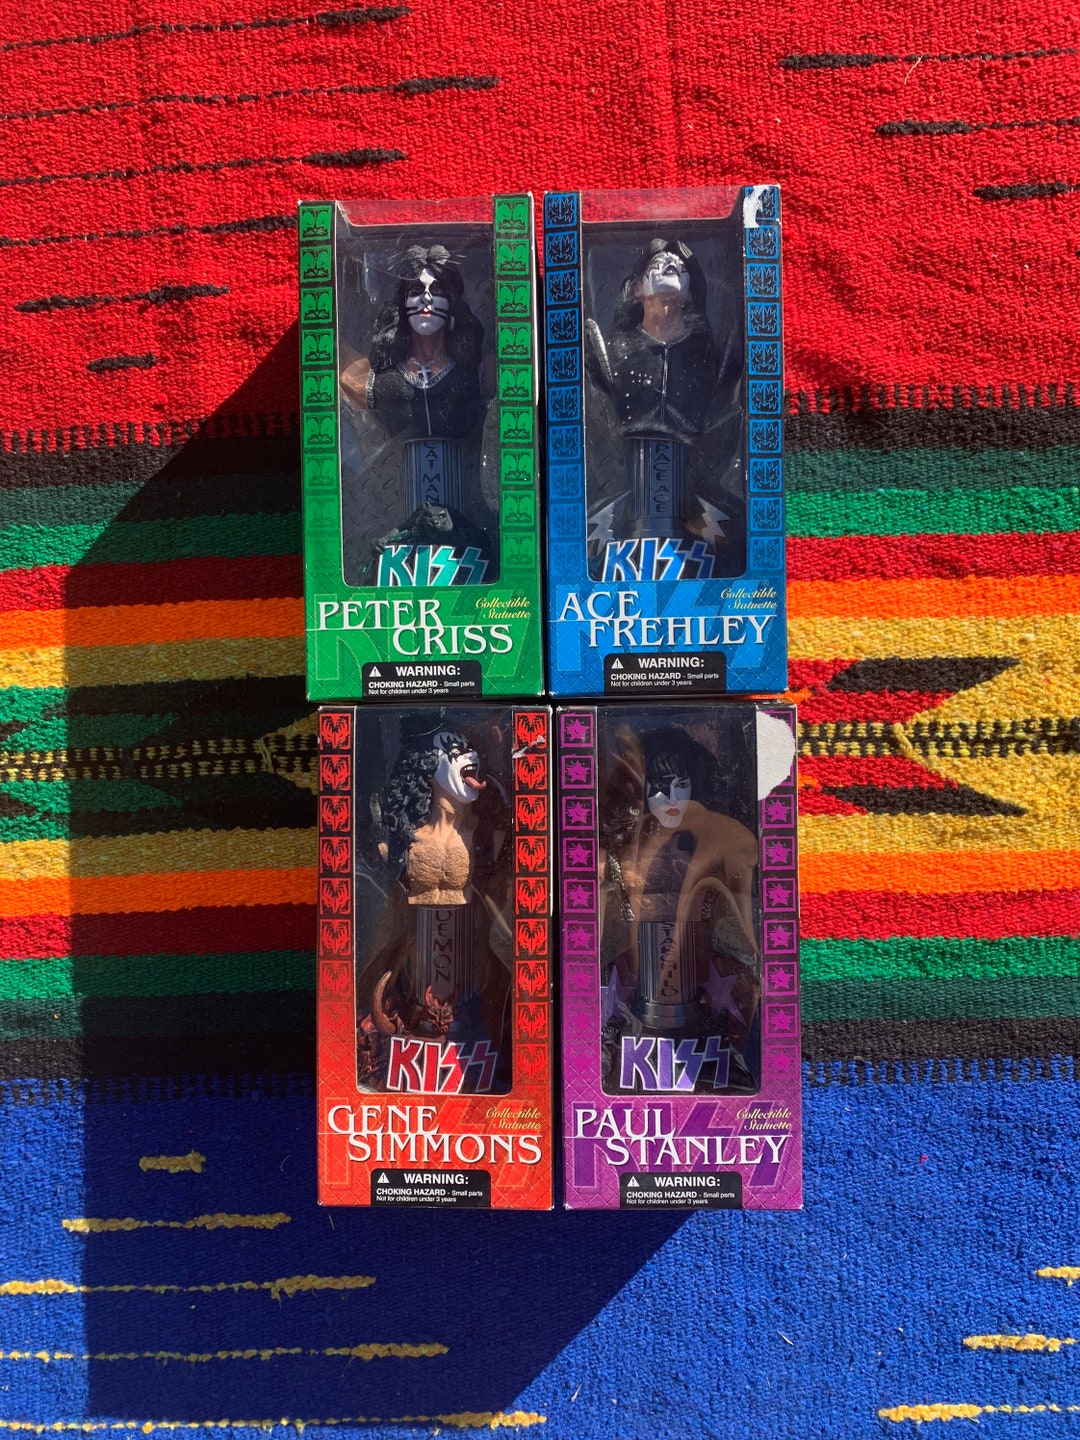 CATMAN
KISS
PETER
CRISS
Collectible
Statuette
WARNING:
CHOKING HAZARD - Small parts
Not for children under 3 years
SPACE ACE
KISS
ACE
FREHLEY
Collectible
Statuette
WARNING:
CHOKING HAZARD - Small parts
Not for children under 3 years
DEMON
KISS
GENE
SIMMONS
Collectible
Statuette
WARNING:
CHOKING HAZARD - Small parts
Not for children under 3 years
STARCHILD
KISS
PAUL
STANLEY
Collectible
Statuette
WARNING:
CHOKING HAZARD - Small parts
Not for children under 3 years